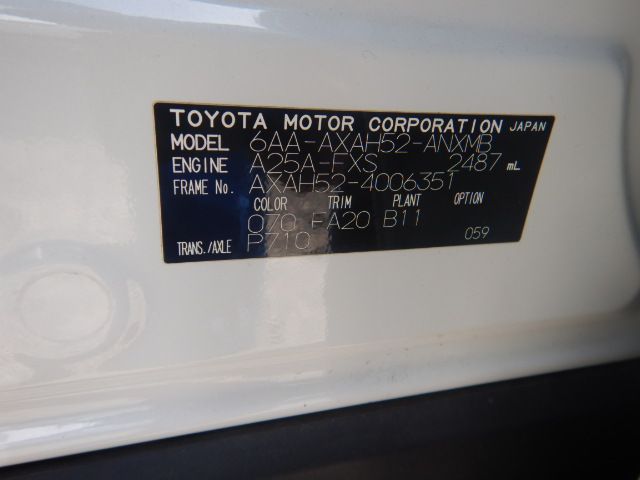 TOYOTA MOTOR CORPORATION JAPAN
MODEL 6AA-AXAH52-ANXMB
ENGINE A25A-FXS 2487 mL
FRAME No. AXAH52-4006351
COLOR TRIM PLANT OPTION
070 FA20 B11
TRANS./AXLE P710 059